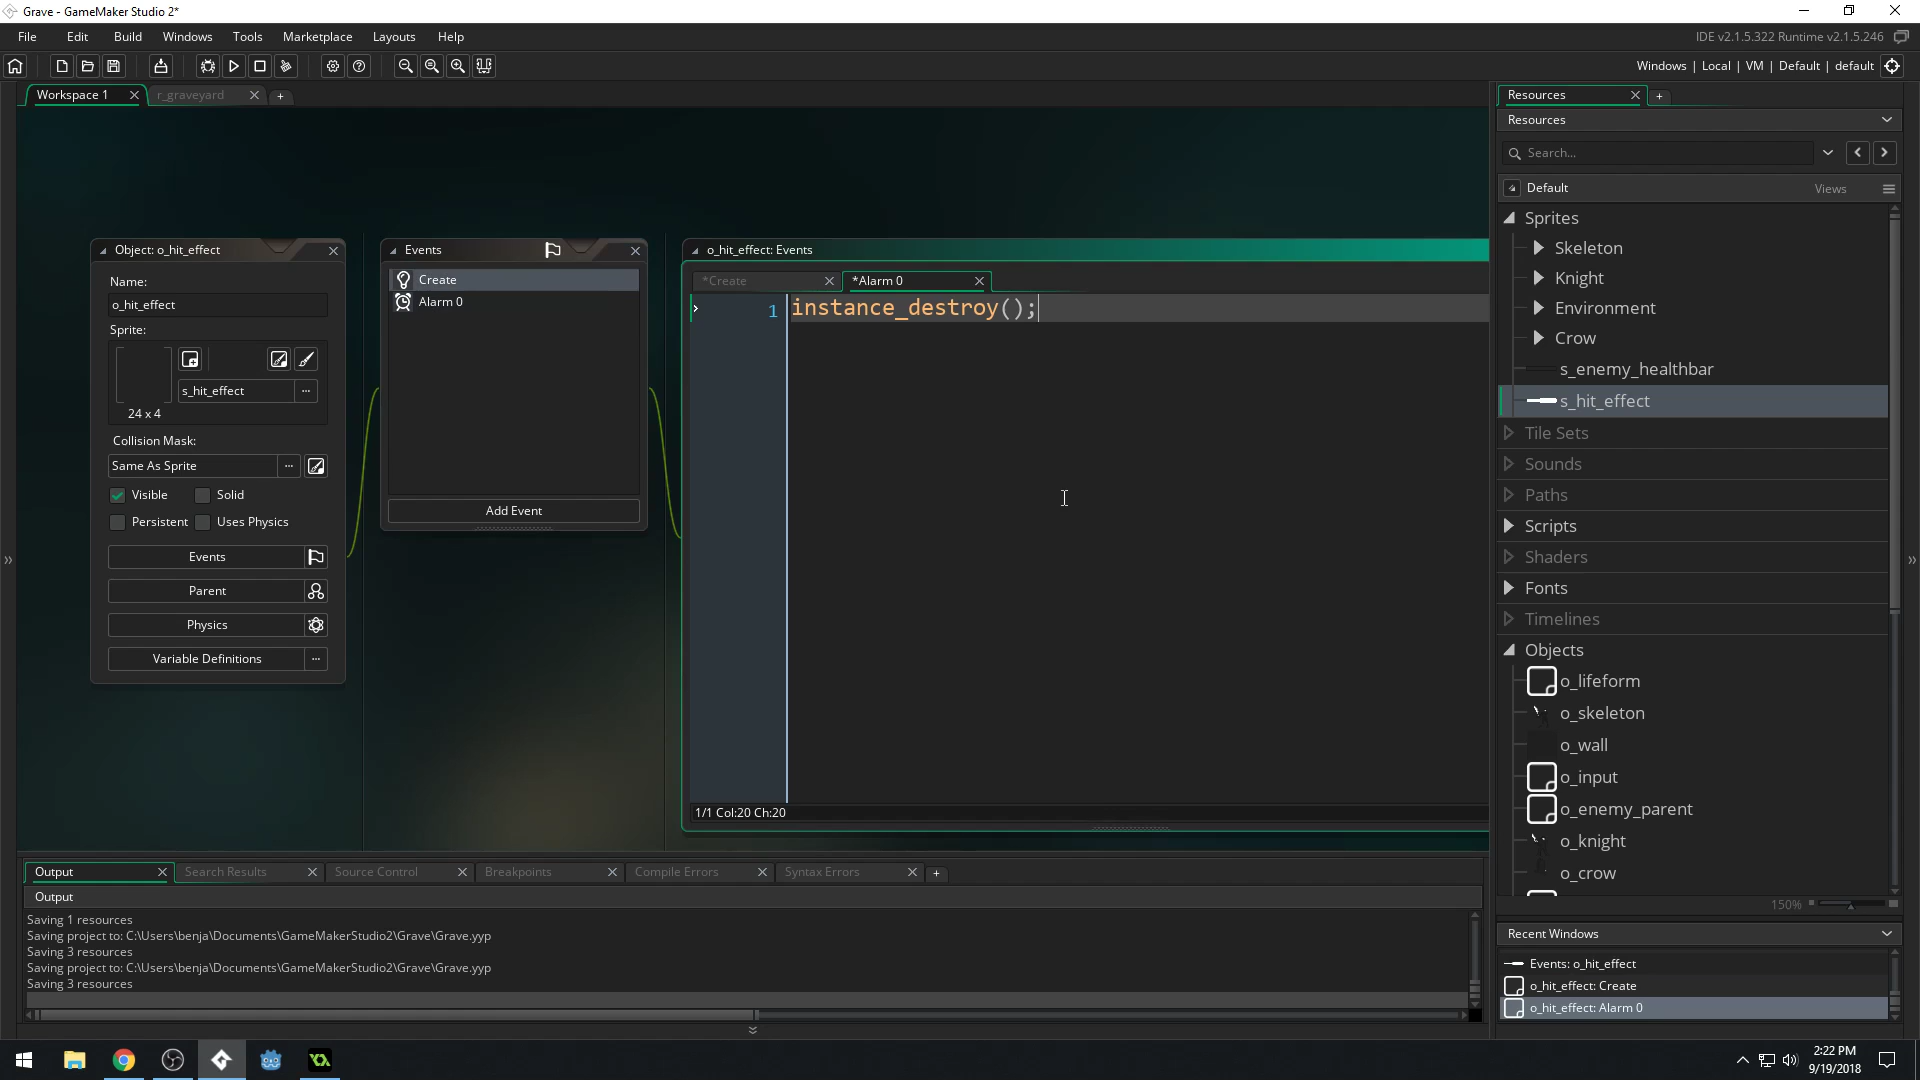 Grave - GameMaker Studio 2*
File Edit Build Windows Tools Marketplace Layouts Help
IDE v2.1.5.322 Runtime v2.1.5.246
Windows | Local | VM | Default | default
Workspace 1
r_graveyard
+
Object: o_hit_effect
Name:
o_hit_effect
Sprite:
s_hit_effect
24 x 4
Collision Mask:
Same As Sprite
Visible
Solid
Persistent
Uses Physics
Events
Parent
Physics
Variable Definitions
Events
Create
Alarm 0
Add Event
o_hit_effect: Events
*Create
*Alarm 0
1 instance_destroy();
1/1 Col:20 Ch:20
Output
Search Results
Source Control
Breakpoints
Compile Errors
Syntax Errors
+
Output
Saving 1 resources
Saving project to: C:\Users\benja\Documents\GameMakerStudio2\Grave\Grave.yyp
Saving 3 resources
Saving project to: C:\Users\benja\Documents\GameMakerStudio2\Grave\Grave.yyp
Saving 3 resources
Resources
+
Resources
Search...
Default
Views
Sprites
Skeleton
Knight
Environment
Crow
s_enemy_healthbar
s_hit_effect
Tile Sets
Sounds
Paths
Scripts
Shaders
Fonts
Timelines
Objects
o_lifeform
o_skeleton
o_wall
o_input
o_enemy_parent
o_knight
o_crow
150%
Recent Windows
Events: o_hit_effect
o_hit_effect: Create
o_hit_effect: Alarm 0
2:22 PM
9/19/2018